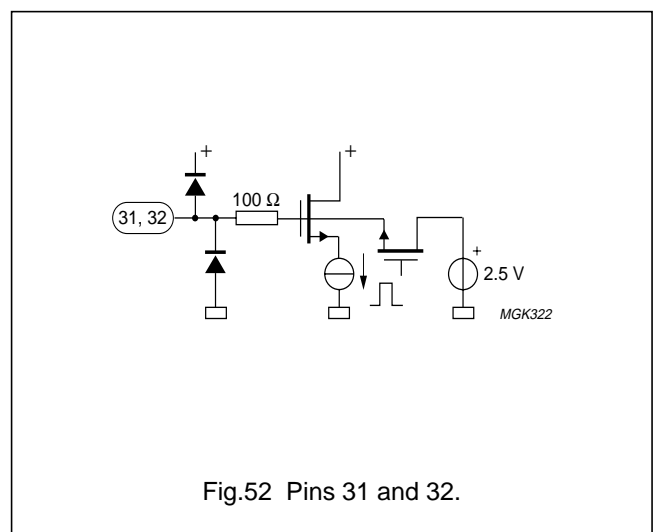 + +
31, 32
100 Ω
+
2.5 V
MGK322
Fig.52 Pins 31 and 32.